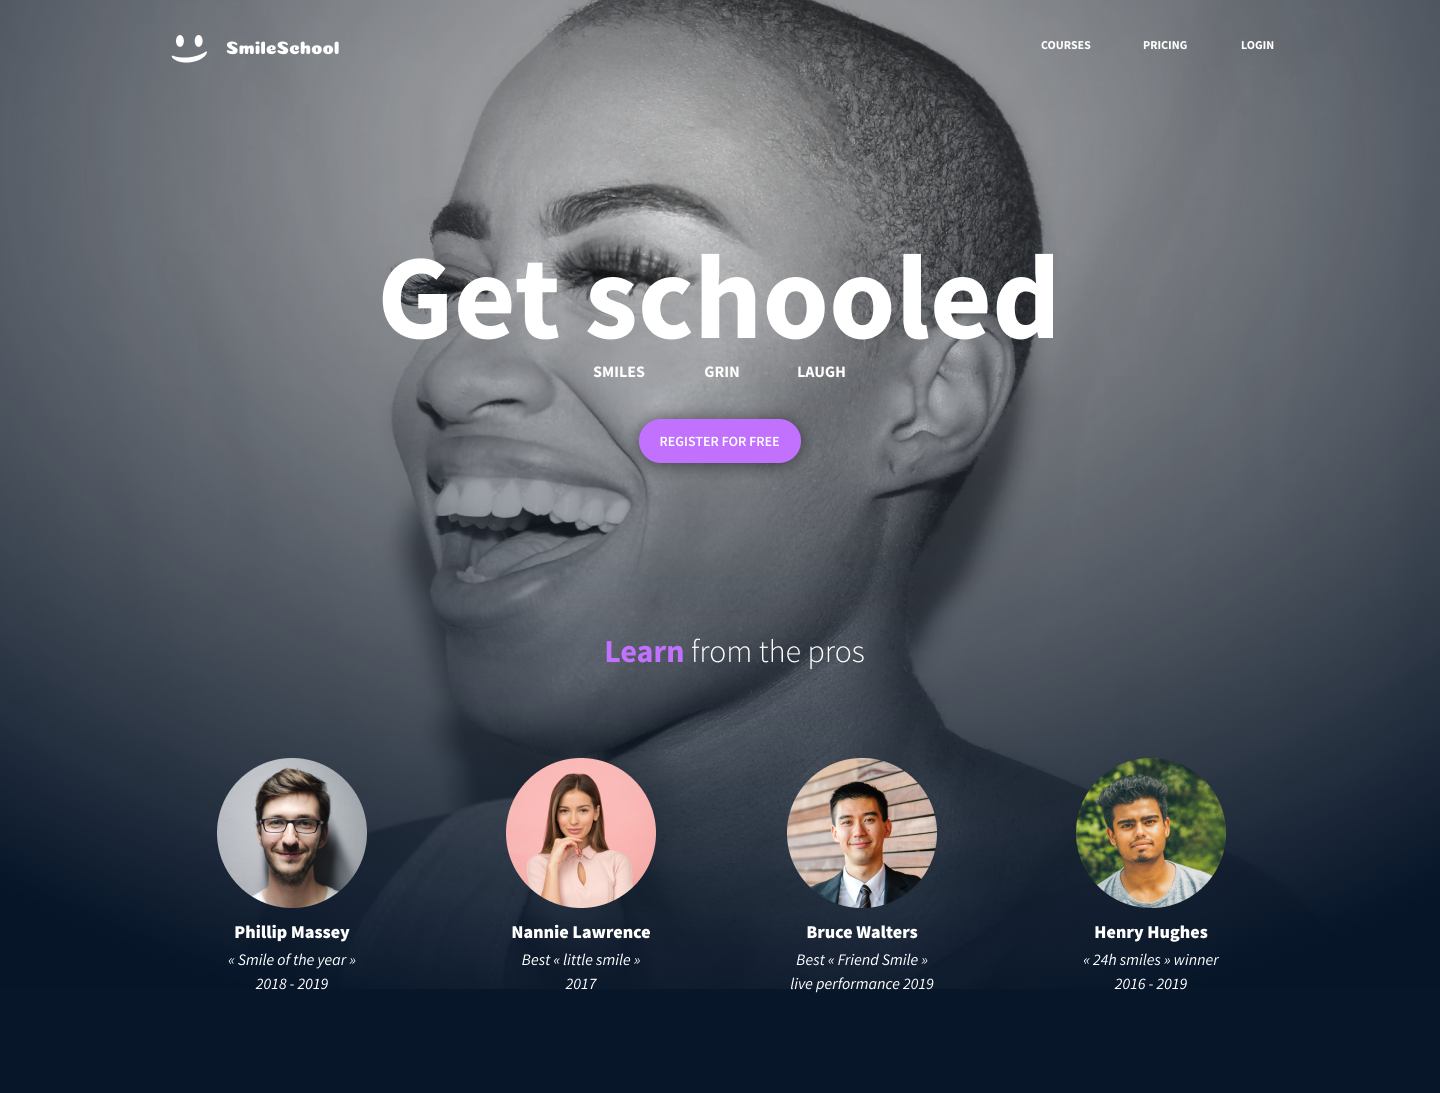 SmileSchool
COURSES PRICING LOGIN
Get schooled
SMILES GRIN LAUGH
REGISTER FOR FREE
Learn from the pros
Phillip Massey
« Smile of the year »
2018 - 2019
Nannie Lawrence
Best « little smile »
2017
Bruce Walters
Best « Friend Smile »
live performance 2019
Henry Hughes
« 24h smiles » winner
2016 - 2019